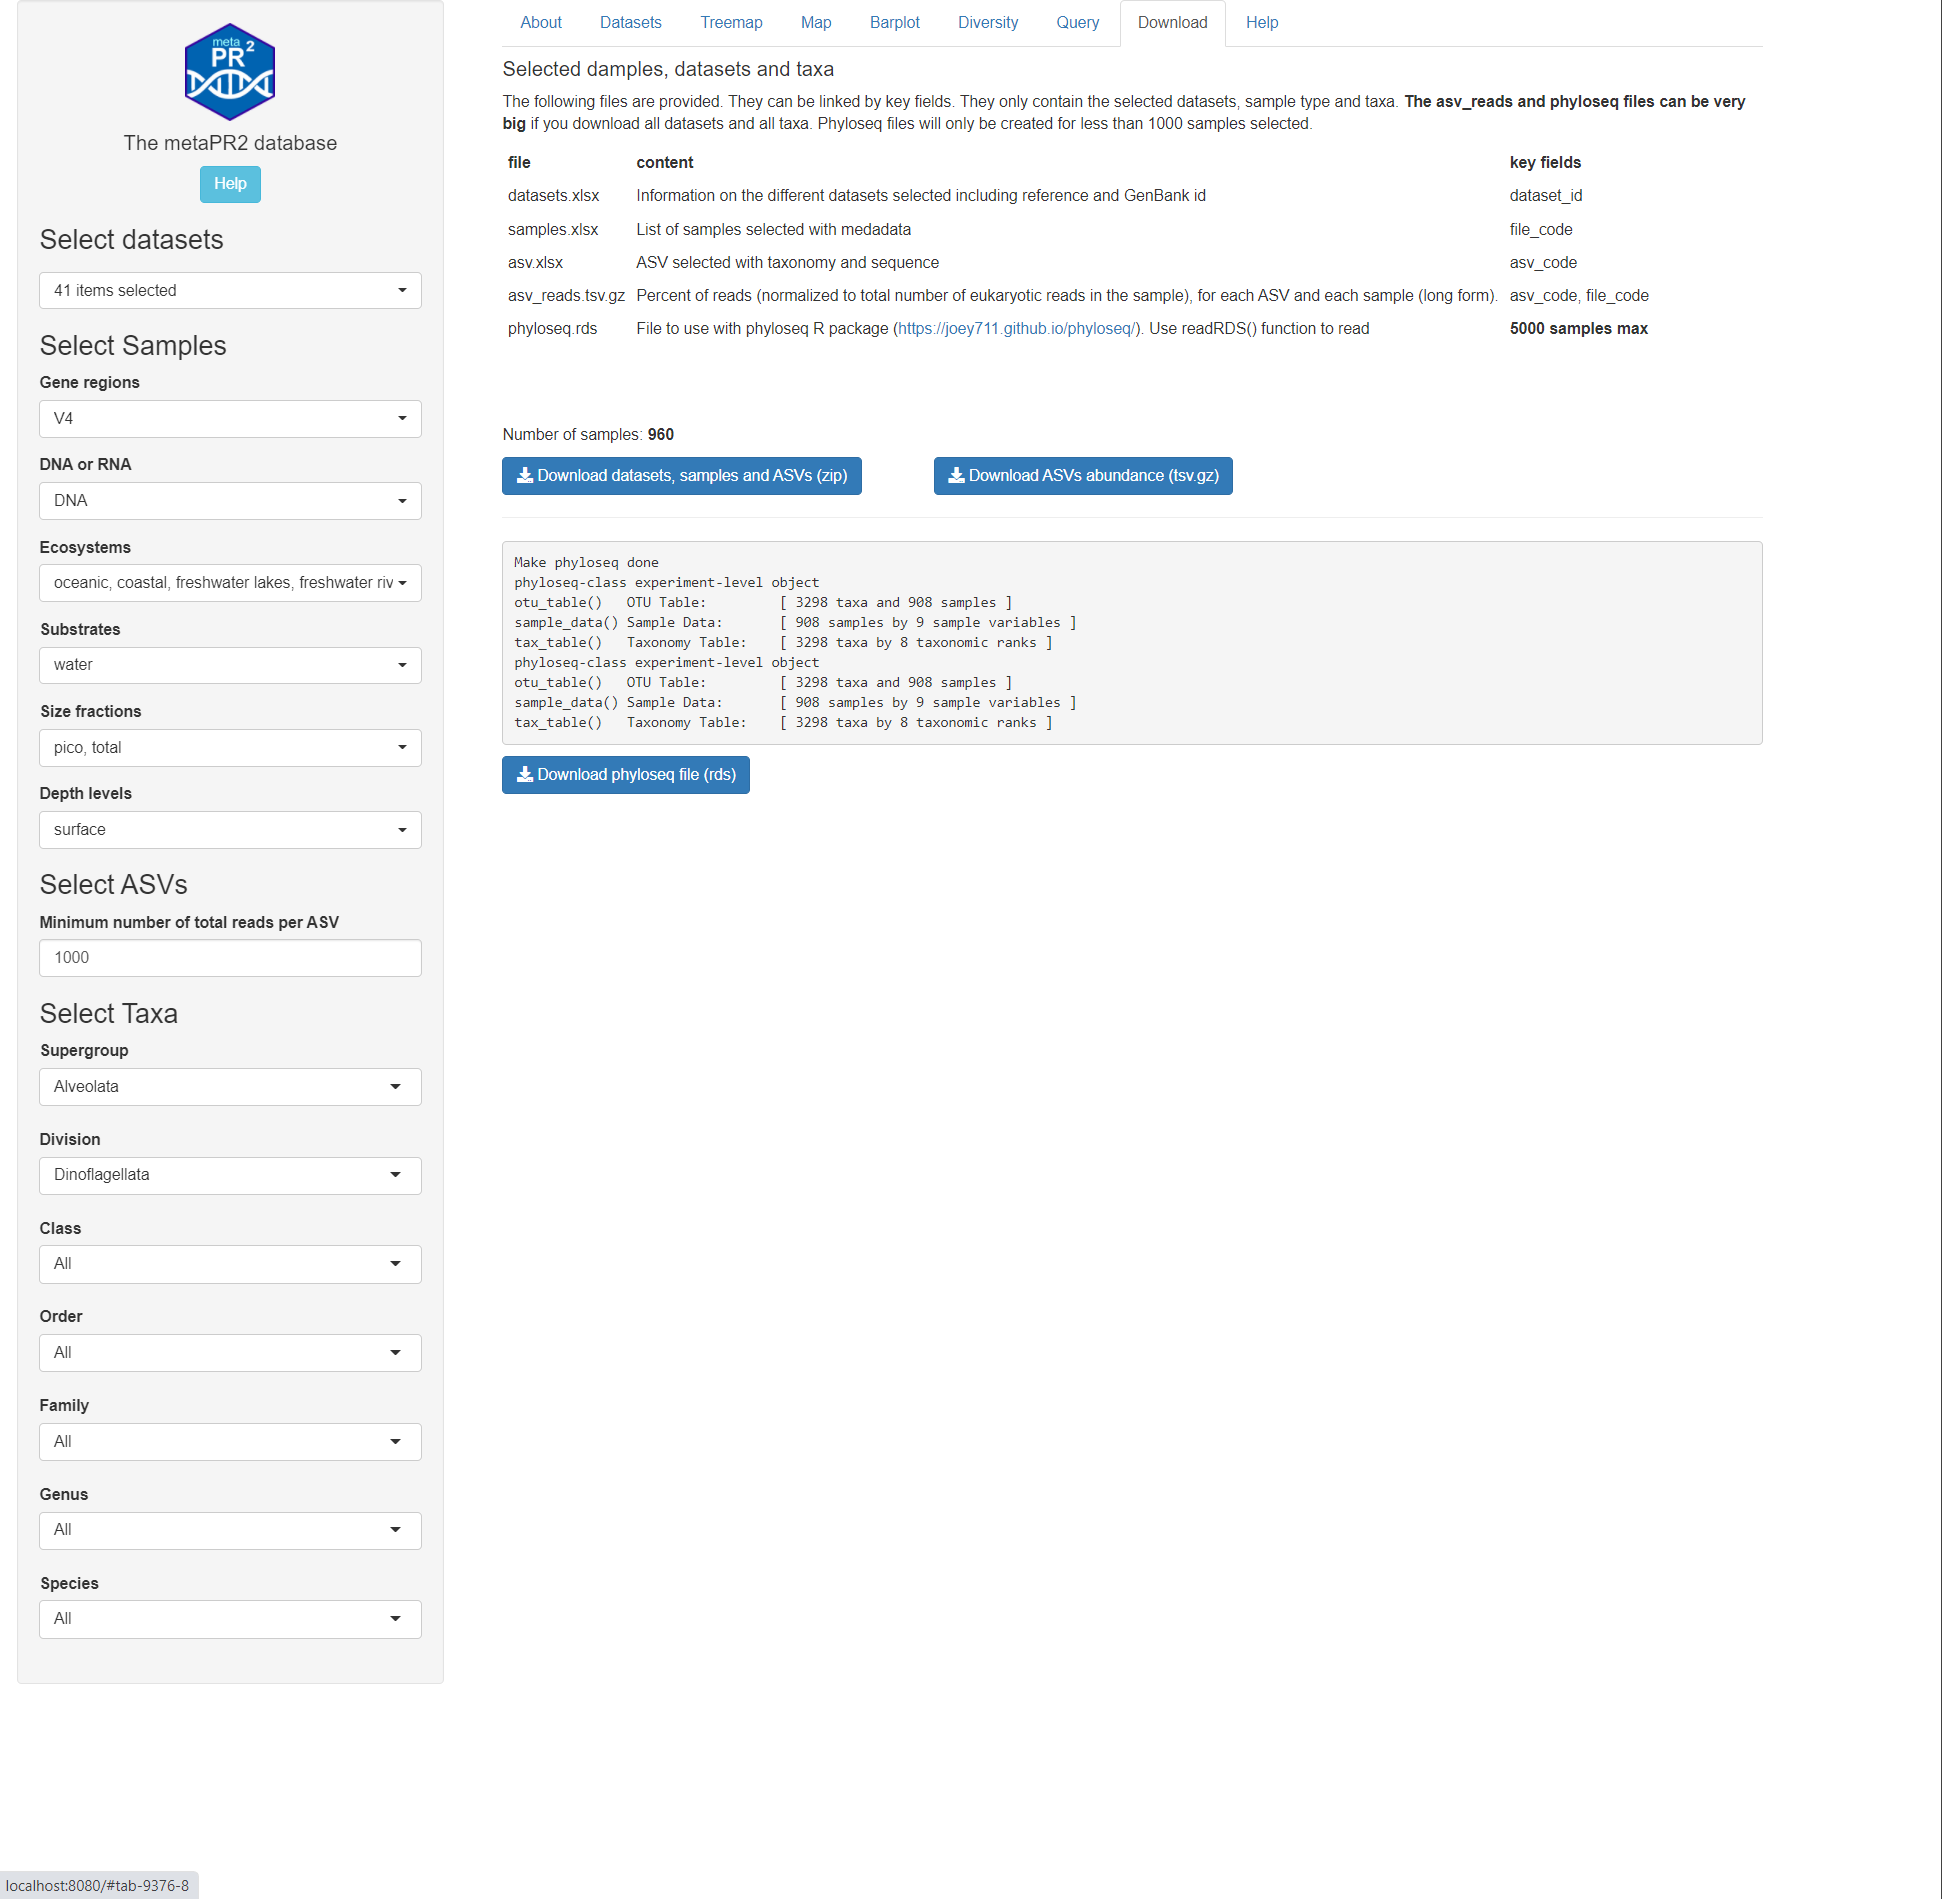 meta
PR2
The metaPR2 database
Help
Select datasets
41 items selected
Select Samples
Gene regions
V4
DNA or RNA
DNA
Ecosystems
oceanic, coastal, freshwater lakes, freshwater riv
Substrates
water
Size fractions
pico, total
Depth levels
surface
Select ASVs
Minimum number of total reads per ASV
1000
Select Taxa
Supergroup
Alveolata
Division
Dinoflagellata
Class
All
Order
All
Family
All
Genus
All
Species
All
About Datasets Treemap Map Barplot Diversity Query Download Help
Selected damples, datasets and taxa
The following files are provided. They can be linked by key fields. They only contain the selected datasets, sample type and taxa. The asv_reads and phyloseq files can be very
big if you download all datasets and all taxa. Phyloseq files will only be created for less than 1000 samples selected.
file content key fields
datasets.xlsx Information on the different datasets selected including reference and GenBank id dataset_id
samples.xlsx List of samples selected with medadata file_code
asv.xlsx ASV selected with taxonomy and sequence asv_code
asv_reads.tsv.gz Percent of reads (normalized to total number of eukaryotic reads in the sample), for each ASV and each sample (long form). asv_code, file_code
phyloseq.rds File to use with phyloseq R package (https://joey711.github.io/phyloseq/). Use readRDS() function to read 5000 samples max
Number of samples: 960
Download datasets, samples and ASVs (zip) Download ASVs abundance (tsv.gz)
Make phyloseq done
phyloseq-class experiment-level object
otu_table() OTU Table: [ 3298 taxa and 908 samples ]
sample_data() Sample Data: [ 908 samples by 9 sample variables ]
tax_table() Taxonomy Table: [ 3298 taxa by 8 taxonomic ranks ]
phyloseq-class experiment-level object
otu_table() OTU Table: [ 3298 taxa and 908 samples ]
sample_data() Sample Data: [ 908 samples by 9 sample variables ]
tax_table() Taxonomy Table: [ 3298 taxa by 8 taxonomic ranks ]
Download phyloseq file (rds)
localhost:8080/#tab-9376-8